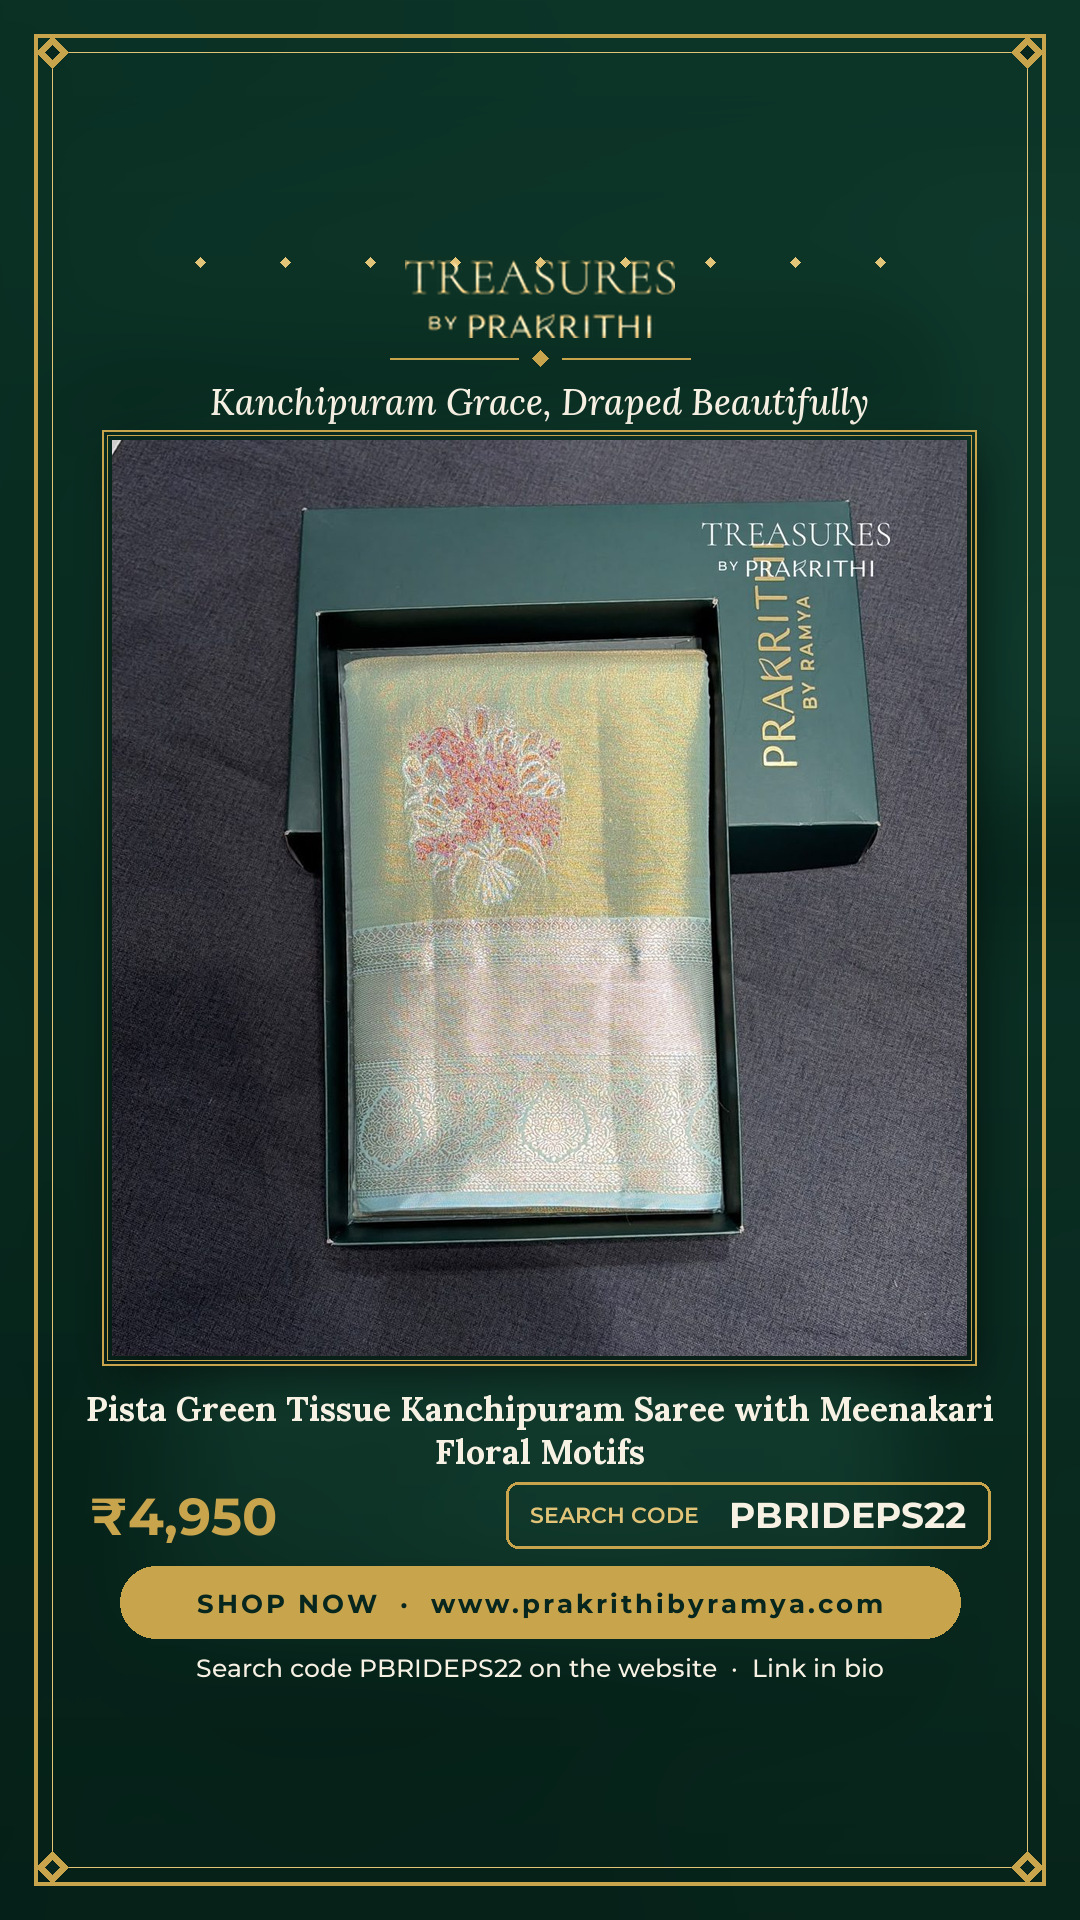 TREASURES
BY PRAKRITHI
Kanchipuram Grace, Draped Beautifully
TREASURES
BY PRAKRITHI
PRAKRITHI
BY RAMYA
Pista Green Tissue Kanchipuram Saree with Meenakari
Floral Motifs
₹4,950
SEARCH CODE PBRIDEPS22
SHOP NOW · www.prakrithibyramya.com
Search code PBRIDEPS22 on the website · Link in bio